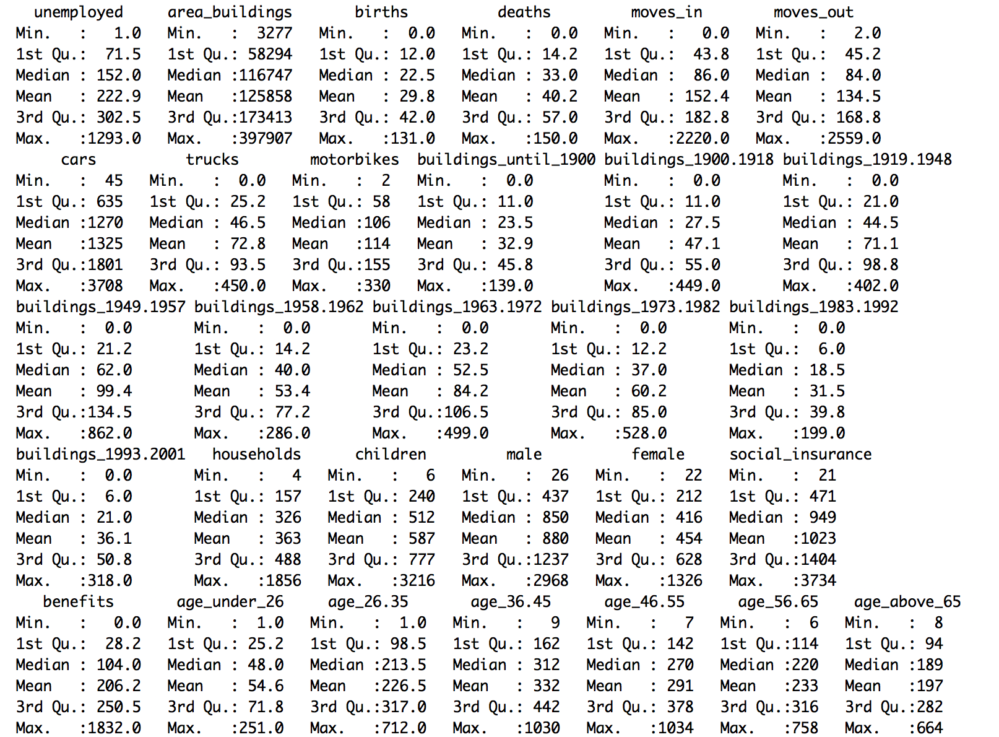 unemployed     area_buildings       births          deaths         moves_in        moves_out
Min.   :   1.0   Min.   :  3277   Min.   :  0.0   Min.   :  0.0   Min.   :   0.0   Min.   :   2.0
1st Qu.:  71.5   1st Qu.: 58294   1st Qu.: 12.0   1st Qu.: 14.2   1st Qu.:  43.8   1st Qu.:  45.2
Median : 152.0   Median :116747   Median : 22.5   Median : 33.0   Median :  86.0   Median :  84.0
Mean   : 222.9   Mean   :125858   Mean   : 29.8   Mean   : 40.2   Mean   : 152.4   Mean   : 134.5
3rd Qu.: 302.5   3rd Qu.:173413   3rd Qu.: 42.0   3rd Qu.: 57.0   3rd Qu.: 182.8   3rd Qu.: 168.8
Max.   :1293.0   Max.   :397907   Max.   :131.0   Max.   :150.0   Max.   :2220.0   Max.   :2559.0
     cars          trucks        motorbikes  buildings_until_1900 buildings_1900.1918 buildings_1919.1948
Min.   :  45   Min.   :  0.0   Min.   :  2   Min.   :  0.0        Min.   :  0.0       Min.   :  0.0
1st Qu.: 635   1st Qu.: 25.2   1st Qu.: 58   1st Qu.: 11.0        1st Qu.: 11.0       1st Qu.: 21.0
Median :1270   Median : 46.5   Median :106   Median : 23.5        Median : 27.5       Median : 44.5
Mean   :1325   Mean   : 72.8   Mean   :114   Mean   : 32.9        Mean   : 47.1       Mean   : 71.1
3rd Qu.:1801   3rd Qu.: 93.5   3rd Qu.:155   3rd Qu.: 45.8        3rd Qu.: 55.0       3rd Qu.: 98.8
Max.   :3708   Max.   :450.0   Max.   :330   Max.   :139.0        Max.   :449.0       Max.   :402.0
buildings_1949.1957 buildings_1958.1962 buildings_1963.1972 buildings_1973.1982 buildings_1983.1992
Min.   :  0.0       Min.   :  0.0       Min.   :  0.0       Min.   :  0.0       Min.   :  0.0
1st Qu.: 21.2       1st Qu.: 14.2       1st Qu.: 23.2       1st Qu.: 12.2       1st Qu.:  6.0
Median : 62.0       Median : 40.0       Median : 52.5       Median : 37.0       Median : 18.5
Mean   : 99.4       Mean   : 53.4       Mean   : 84.2       Mean   : 60.2       Mean   : 31.5
3rd Qu.:134.5       3rd Qu.: 77.2       3rd Qu.:106.5       3rd Qu.: 85.0       3rd Qu.: 39.8
Max.   :862.0       Max.   :286.0       Max.   :499.0       Max.   :528.0       Max.   :199.0
buildings_1993.2001   households      children         male          female     social_insurance
Min.   :  0.0       Min.   :   4   Min.   :   6   Min.   :  26   Min.   :  22   Min.   :  21
1st Qu.:  6.0       1st Qu.: 157   1st Qu.: 240   1st Qu.: 437   1st Qu.: 212   1st Qu.: 471
Median : 21.0       Median : 326   Median : 512   Median : 850   Median : 416   Median : 949
Mean   : 36.1       Mean   : 363   Mean   : 587   Mean   : 880   Mean   : 454   Mean   :1023
3rd Qu.: 50.8       3rd Qu.: 488   3rd Qu.: 777   3rd Qu.:1237   3rd Qu.: 628   3rd Qu.:1404
Max.   :318.0       Max.   :1856   Max.   :3216   Max.   :2968   Max.   :1326   Max.   :3734
   benefits       age_under_26     age_26.35       age_36.45      age_46.55      age_56.65    age_above_65
Min.   :   0.0   Min.   :  1.0   Min.   :  1.0   Min.   :   9   Min.   :   7   Min.   :  6   Min.   :  8
1st Qu.:  28.2   1st Qu.: 25.2   1st Qu.: 98.5   1st Qu.: 162   1st Qu.: 142   1st Qu.:114   1st Qu.: 94
Median : 104.0   Median : 48.0   Median :213.5   Median : 312   Median : 270   Median :220   Median :189
Mean   : 206.2   Mean   : 54.6   Mean   :226.5   Mean   : 332   Mean   : 291   Mean   :233   Mean   :197
3rd Qu.: 250.5   3rd Qu.: 71.8   3rd Qu.:317.0   3rd Qu.: 442   3rd Qu.: 378   3rd Qu.:316   3rd Qu.:282
Max.   :1832.0   Max.   :251.0   Max.   :712.0   Max.   :1030   Max.   :1034   Max.   :758   Max.   :664